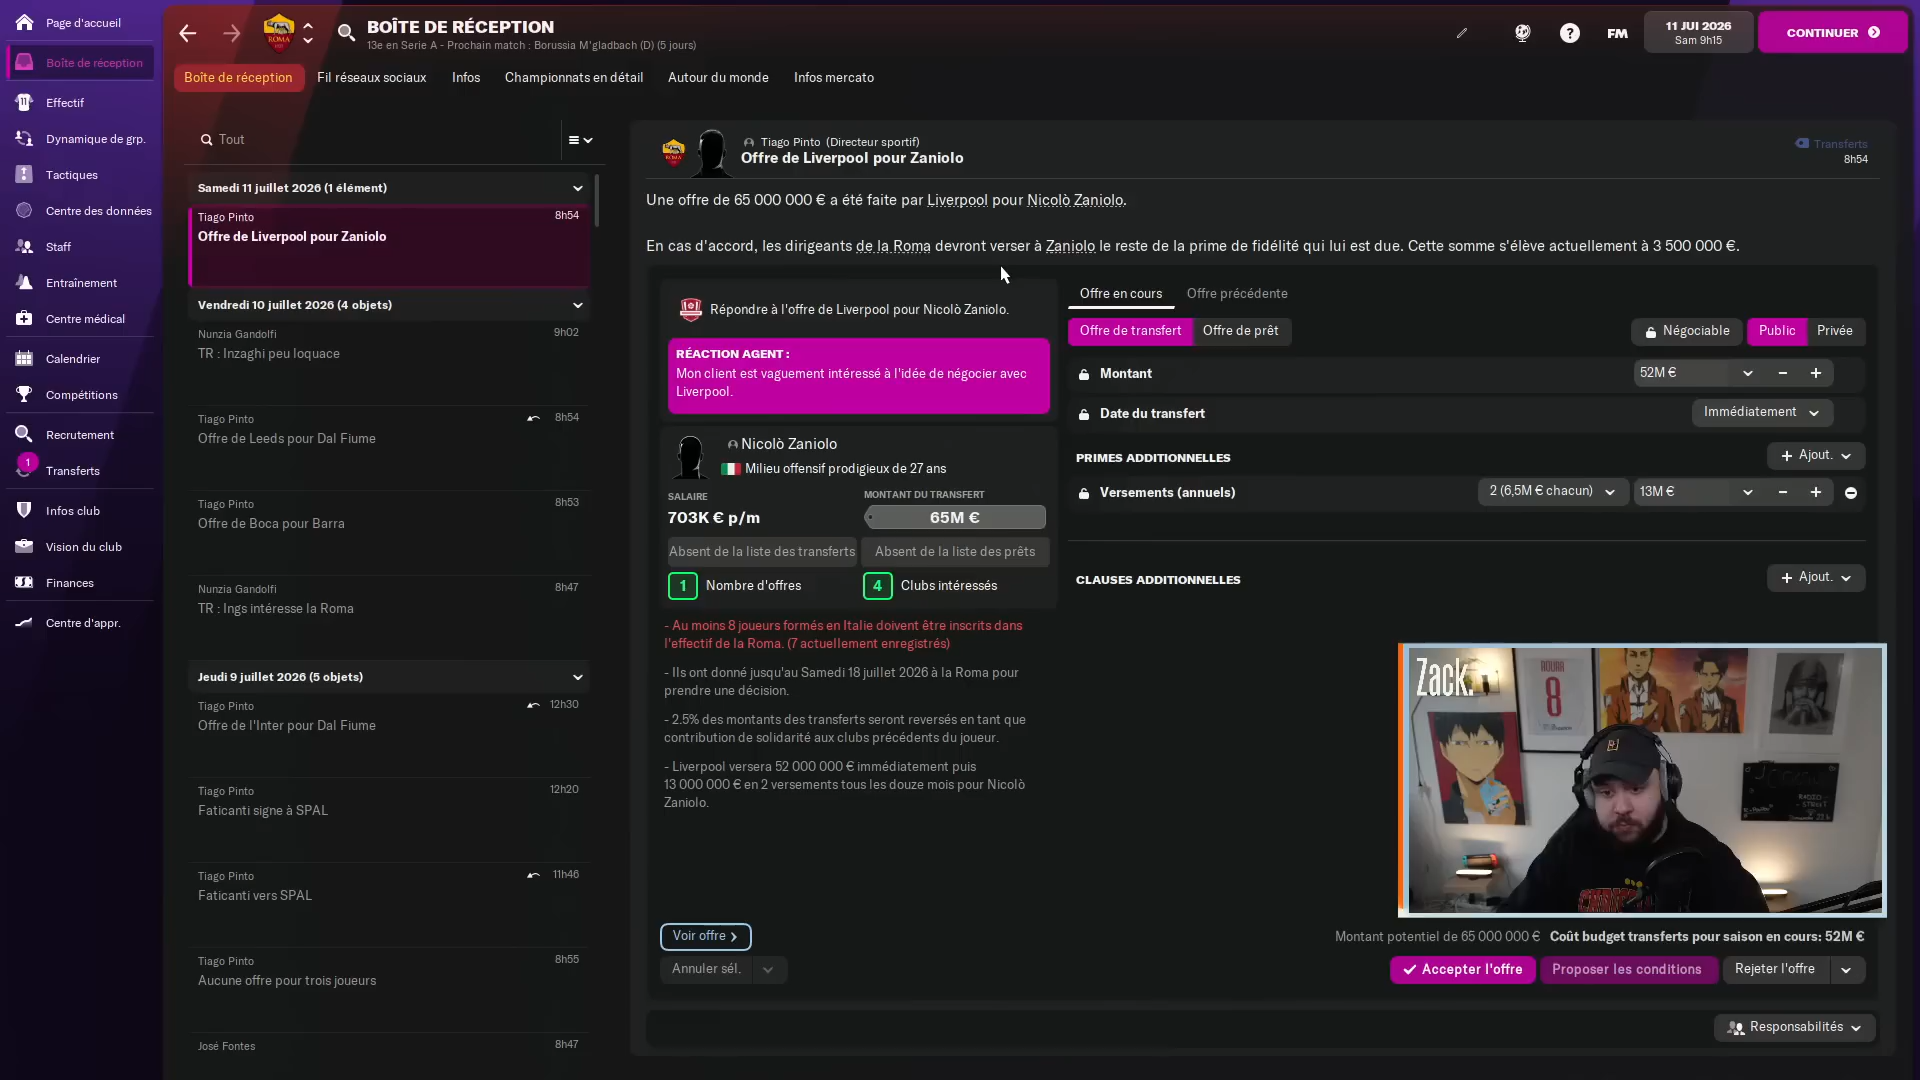 Page d'accueil
Boîte de réception
Effectif
Dynamique de grp.
Tactiques
Centre des données
Staff
Entraînement
Centre médical
Calendrier
Compétitions
Recrutement
1
Transferts
Infos club
Vision du club
Finances
Centre d'appr.
ROMA
BOÎTE DE RÉCEPTION
13e en Serie A - Prochain match : Borussia M'gladbach (D) (5 jours)
?
FM
11 JUI 2026
Sam 9h15
CONTINUER
Boîte de réception
Fil réseaux sociaux
Infos
Championnats en détail
Autour du monde
Infos mercato
Tout
Samedi 11 juillet 2026 (1 élément)
Tiago Pinto 8h54
Offre de Liverpool pour Zaniolo
Vendredi 10 juillet 2026 (4 objets)
Nunzia Gandolfi 9h02
TR : Inzaghi peu loquace
Tiago Pinto 8h54
Offre de Leeds pour Dal Fiume
Tiago Pinto 8h53
Offre de Boca pour Barra
Nunzia Gandolfi 8h47
TR : Ings intéresse la Roma
Jeudi 9 juillet 2026 (5 objets)
Tiago Pinto 12h30
Offre de l'Inter pour Dal Fiume
Tiago Pinto 12h20
Faticanti signe à SPAL
Tiago Pinto 11h46
Faticanti vers SPAL
Tiago Pinto 8h55
Aucune offre pour trois joueurs
José Fontes 8h47
Tiago Pinto (Directeur sportif)
Offre de Liverpool pour Zaniolo
Transferts
8h54
Une offre de 65 000 000 € a été faite par Liverpool pour Nicolò Zaniolo.
En cas d'accord, les dirigeants de la Roma devront verser à Zaniolo le reste de la prime de fidélité qui lui est due. Cette somme s'élève actuellement à 3 500 000 €.
Répondre à l'offre de Liverpool pour Nicolò Zaniolo.
RÉACTION AGENT :
Mon client est vaguement intéressé à l'idée de négocier avec
Liverpool.
Nicolò Zaniolo
Milieu offensif prodigieux de 27 ans
SALAIRE
703K € p/m
MONTANT DU TRANSFERT
65M €
Absent de la liste des transferts
Absent de la liste des prêts
1 Nombre d'offres
4 Clubs intéressés
- Au moins 8 joueurs formés en Italie doivent être inscrits dans
l'effectif de la Roma. (7 actuellement enregistrés)
- Ils ont donné jusqu'au Samedi 18 juillet 2026 à la Roma pour
prendre une décision.
- 2.5% des montants des transferts seront reversés en tant que
contribution de solidarité aux clubs précédents du joueur.
- Liverpool versera 52 000 000 € immédiatement puis
13 000 000 € en 2 versements tous les douze mois pour Nicolò
Zaniolo.
Voir offre
Annuler sél.
Offre en cours
Offre précédente
Offre de transfert
Offre de prêt
Négociable
Public
Privée
Montant 52M €
Date du transfert Immédiatement
PRIMES ADDITIONNELLES
Ajout.
Versements (annuels) 2 (6,5M € chacun) 13M €
CLAUSES ADDITIONNELLES
Ajout.
Zack.
8
Montant potentiel de 65 000 000 € Coût budget transferts pour saison en cours: 52M €
Accepter l'offre
Proposer les conditions
Rejeter l'offre
Responsabilités